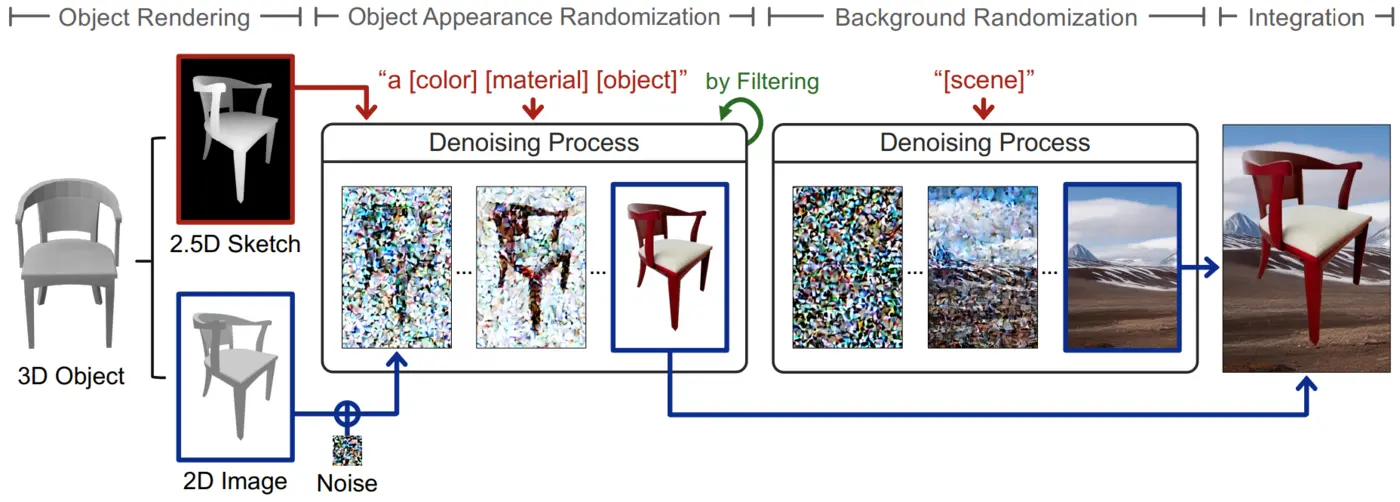 Object Rendering
Object Appearance Randomization
Background Randomization
Integration
“a [color] [material] [object]”
by Filtering
“[scene]”
Denoising Process
Denoising Process
2.5D Sketch
...
...
...
...
3D Object
2D Image
Noise